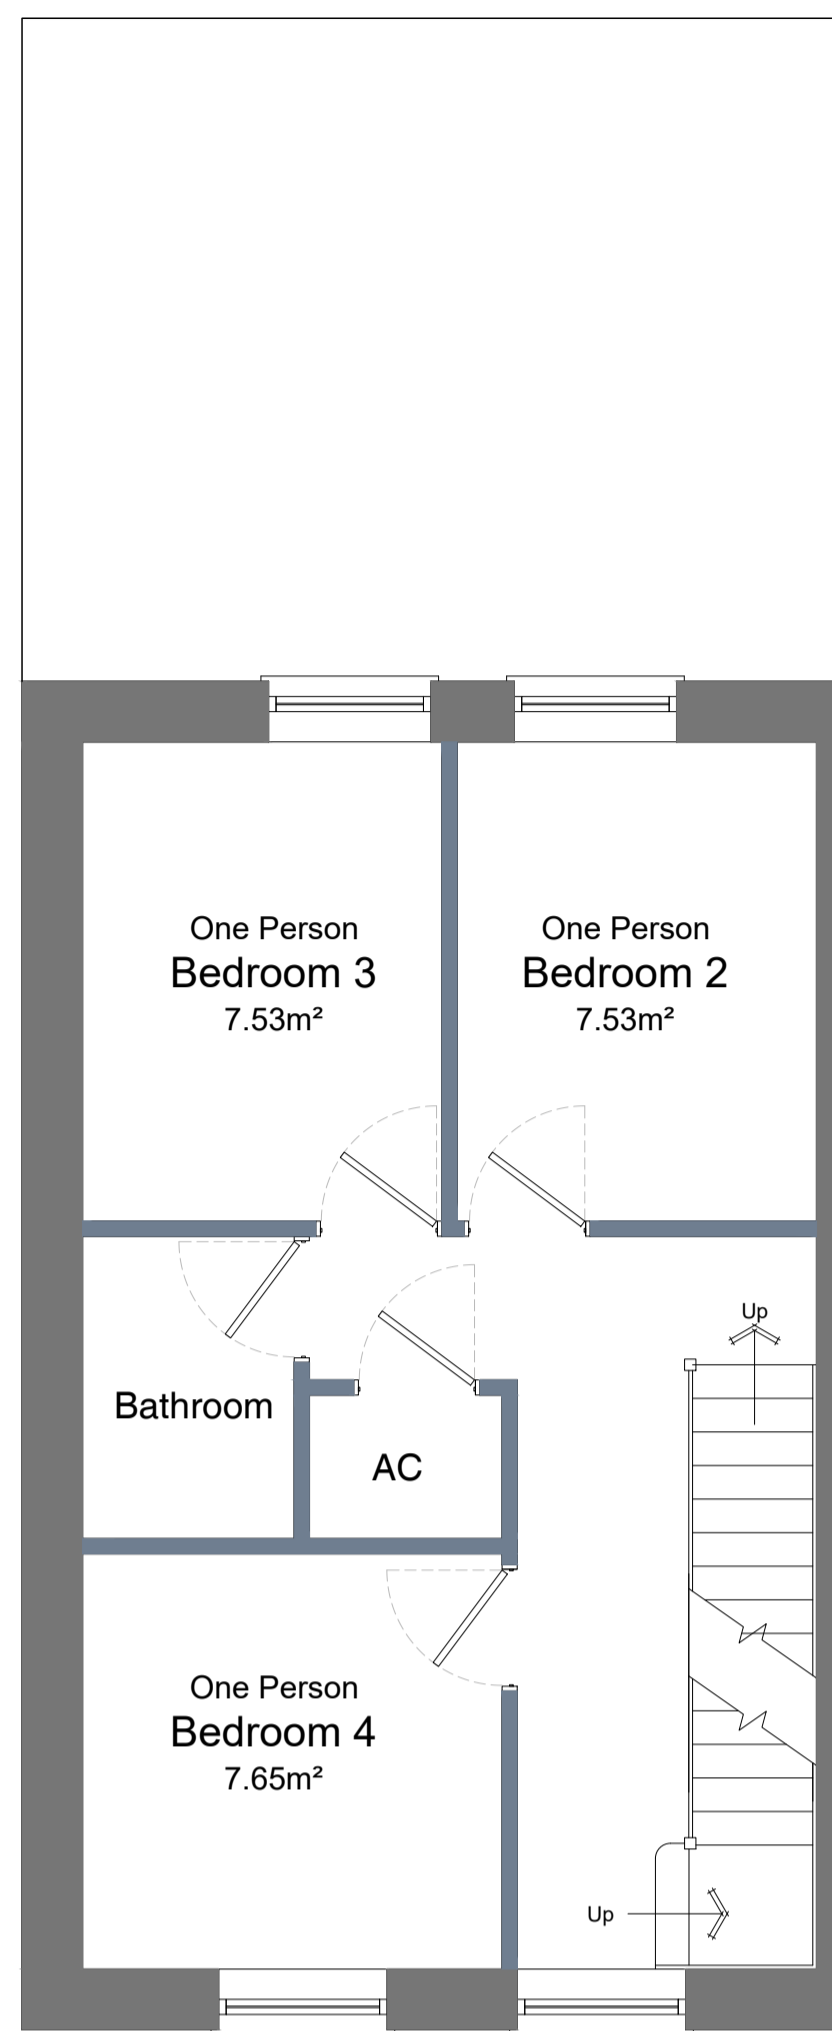 One Person
Bedroom 3
7.53m²
One Person
Bedroom 2
7.53m²
Up
Bathroom
AC
One Person
Bedroom 4
7.65m²
Up